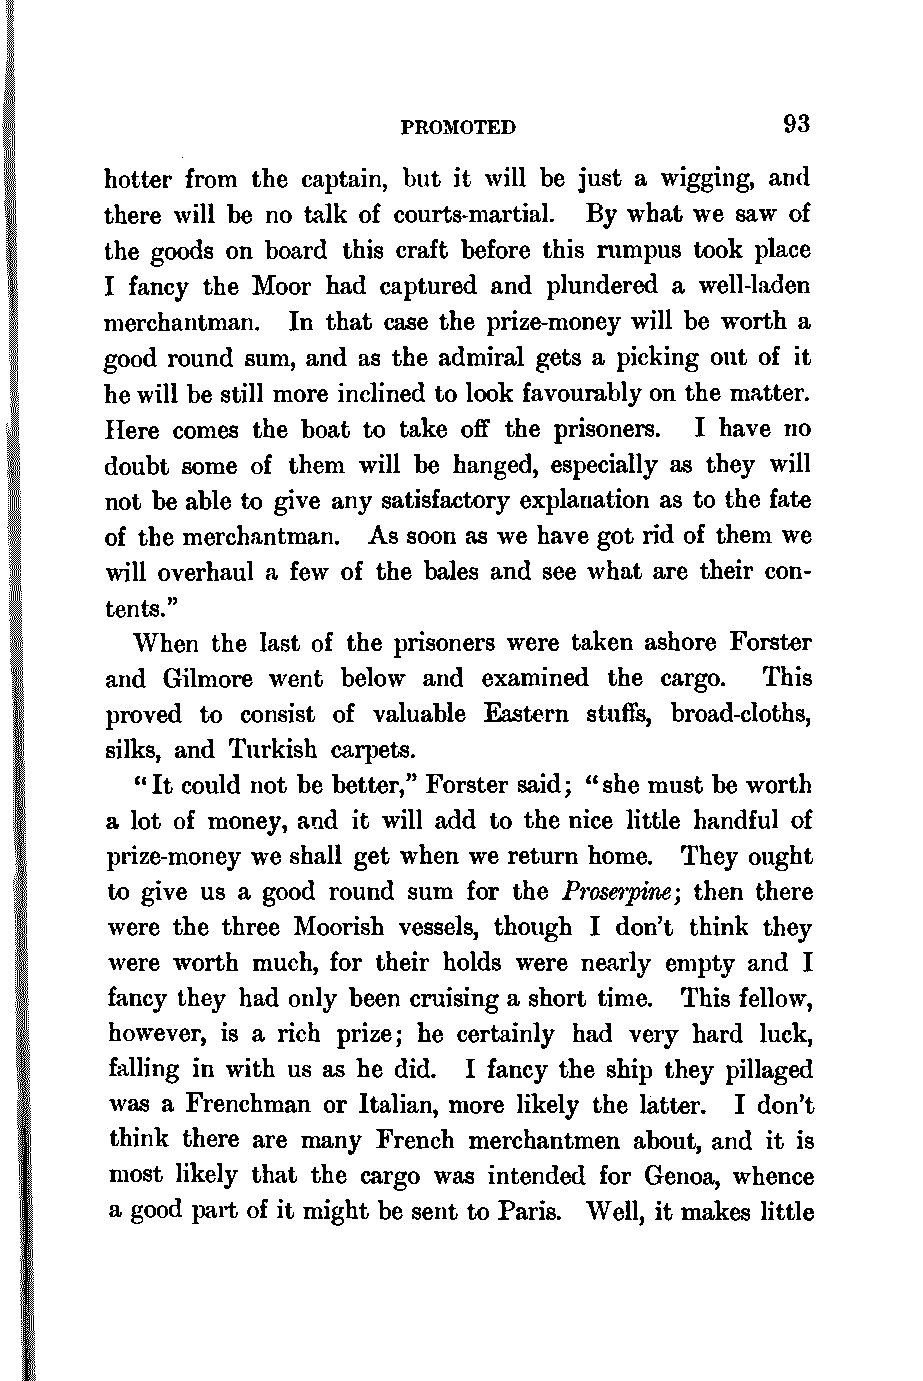 PROMOTED 93
hotter from the captain, but it will be just a wigging, and
there will be no talk of courts-martial. By what we saw of
the goods on board this craft before this rumpus took place
I fancy the Moor had captured and plundered a well-laden
merchantman. In that case the prize-money will be worth a
good round sum, and as the admiral gets a picking out of it
he will be still more inclined to look favourably on the matter.
Here comes the boat to take off the prisoners. I have no
doubt some of them will be hanged, especially as they will
not be able to give any satisfactory explanation as to the fate
of the merchantman. As soon as we have got rid of them we
will overhaul a few of the bales and see what are their con-
tents."
When the last of the prisoners were taken ashore Forster
and Gilmore went below and examined the cargo. This
proved to consist of valuable Eastern stuffs, broad-cloths,
silks, and Turkish carpets.
"It could not be better," Forster said; "she must be worth
a lot of money, and it will add to the nice little handful of
prize-money we shall get when we return home. They ought
to give us a good round sum for the Proserpine; then there
were the three Moorish vessels, though I don't think they
were worth much, for their holds were nearly empty and I
fancy they had only been cruising a short time. This fellow,
however, is a rich prize; he certainly had very hard luck,
falling in with us as he did. I fancy the ship they pillaged
was a Frenchman or Italian, more likely the latter. I don't
think there are many French merchantmen about, and it is
most likely that the cargo was intended for Genoa, whence
a good part of it might be sent to Paris. Well, it makes little